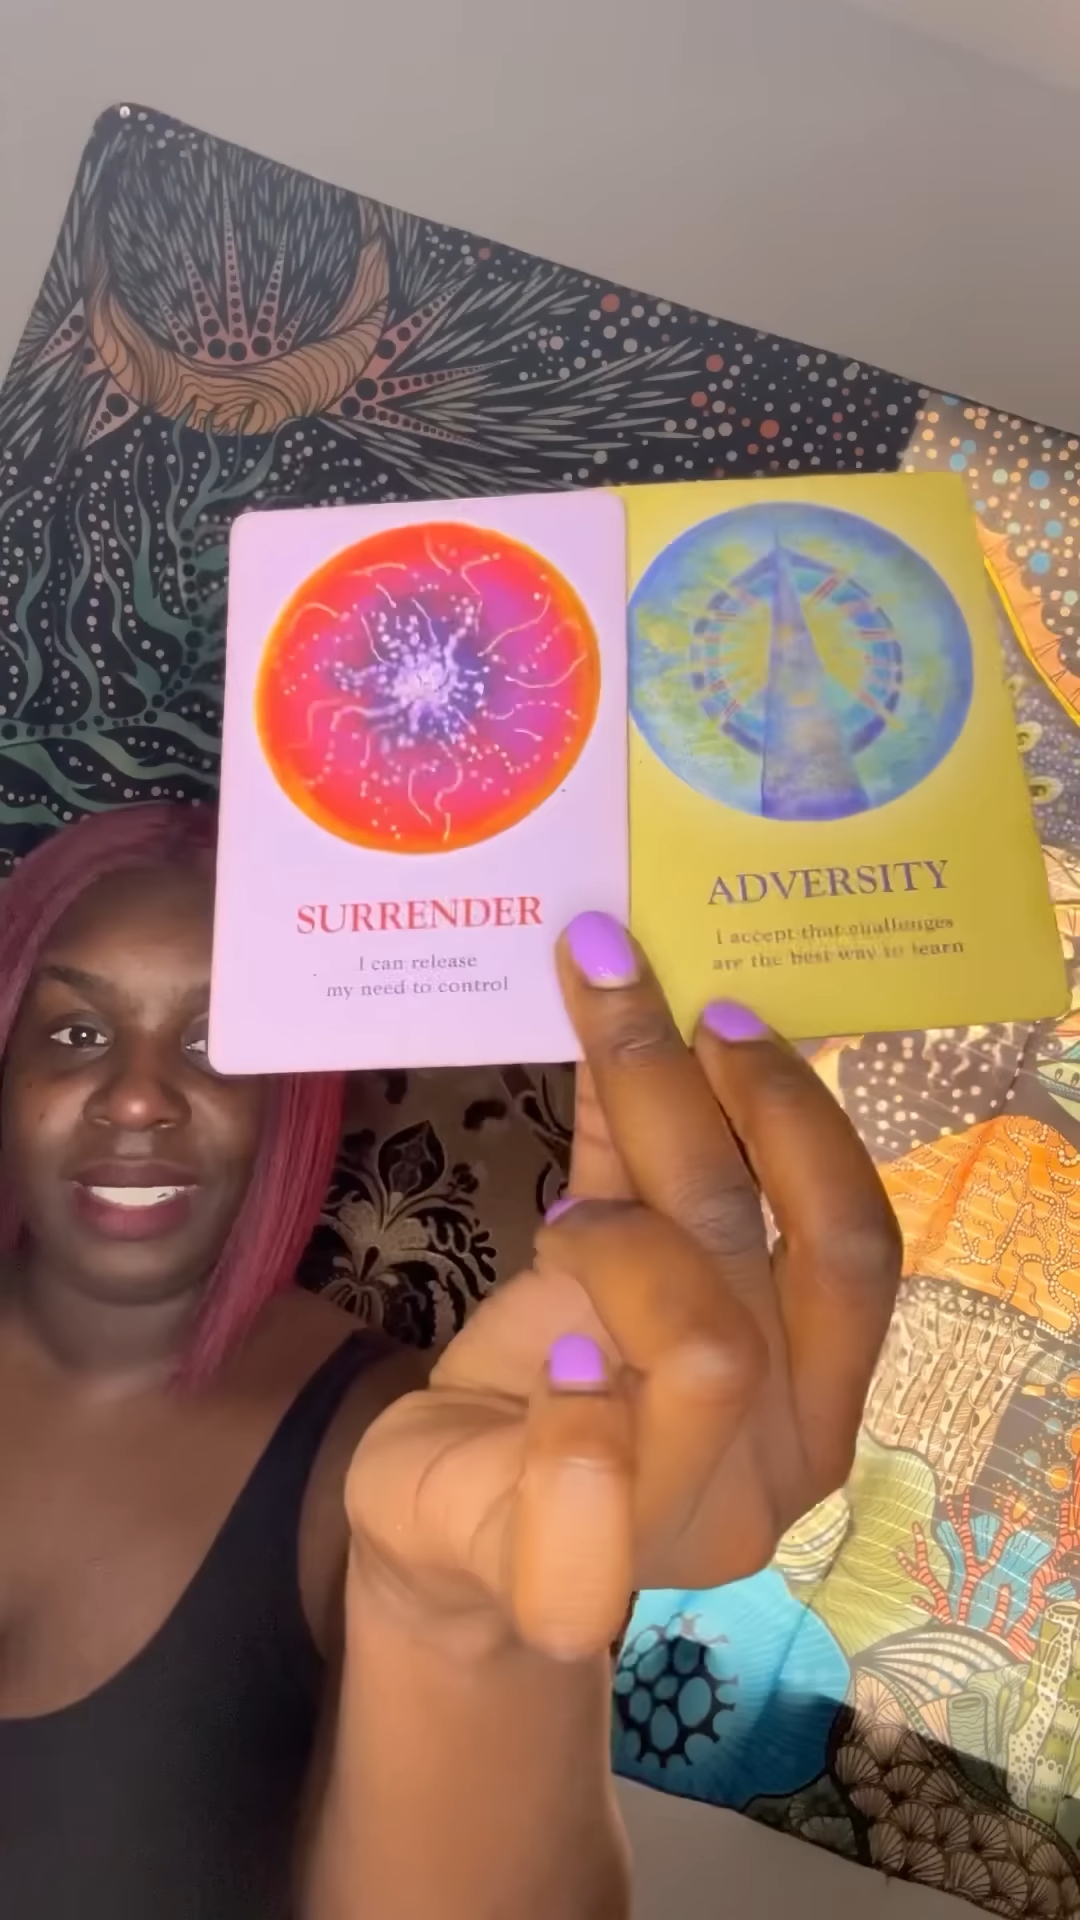 SURRENDER
I can release
my need to control
ADVERSITY
I accept that challenges
are the best way to learn